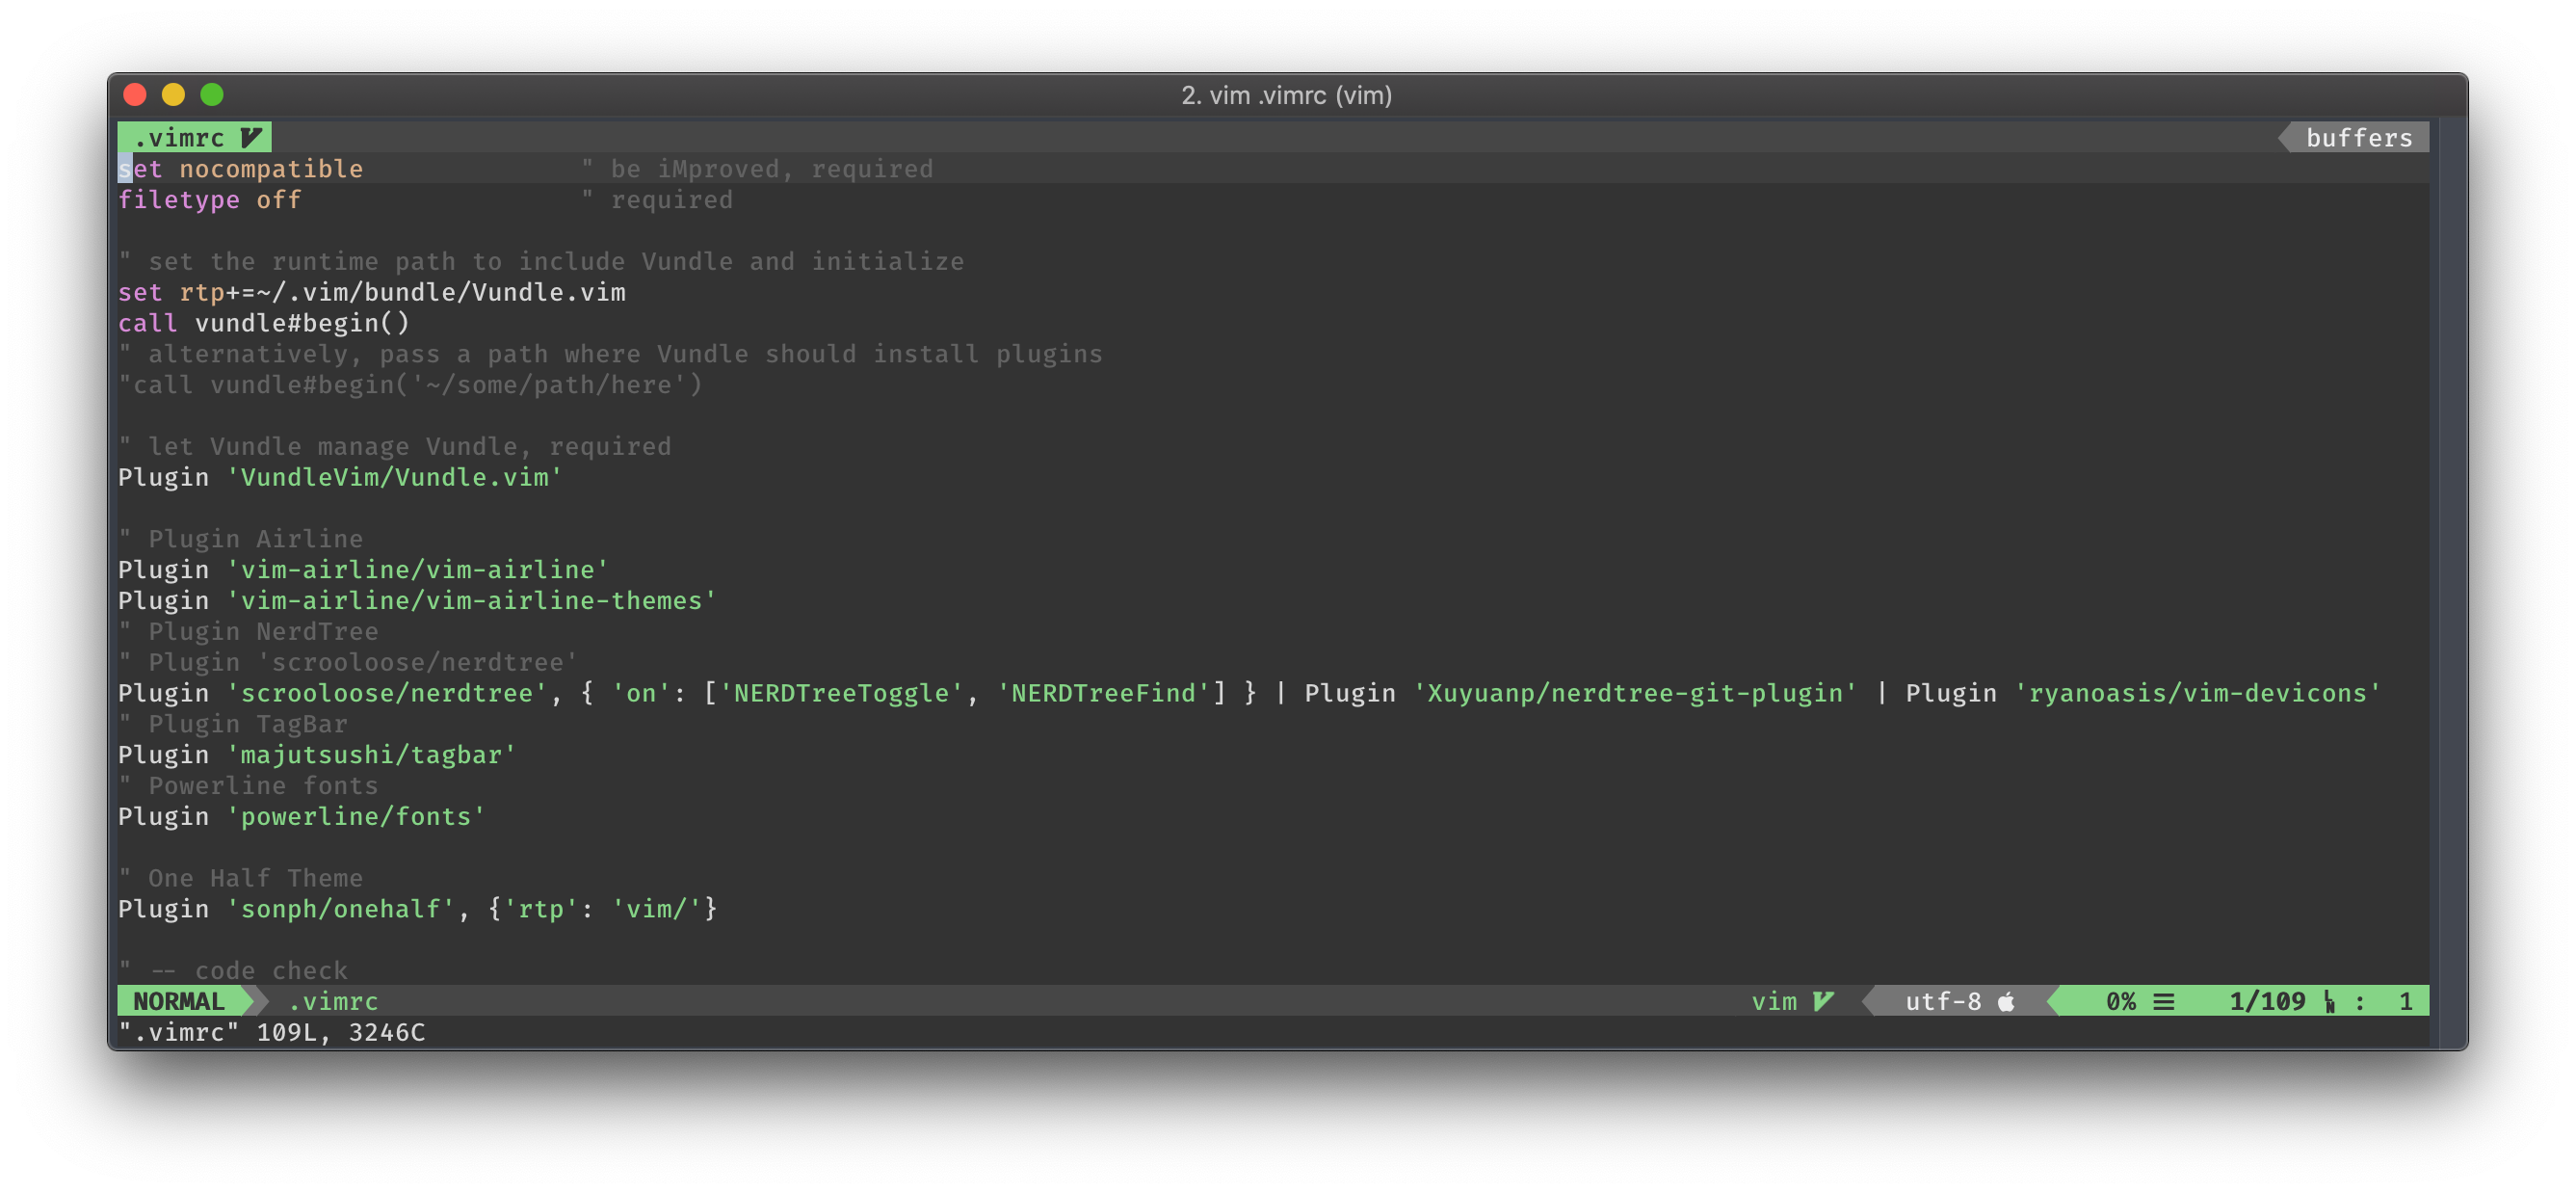 2. vim .vimrc (vim)
.vimrc buffers
set nocompatible              " be iMproved, required
filetype off                  " required
" set the runtime path to include Vundle and initialize
set rtp+=~/.vim/bundle/Vundle.vim
call vundle#begin()
" alternatively, pass a path where Vundle should install plugins
"call vundle#begin('~/some/path/here')
" let Vundle manage Vundle, required
Plugin 'VundleVim/Vundle.vim'
" Plugin Airline
Plugin 'vim-airline/vim-airline'
Plugin 'vim-airline/vim-airline-themes'
" Plugin NerdTree
" Plugin 'scrooloose/nerdtree'
Plugin 'scrooloose/nerdtree', { 'on': ['NERDTreeToggle', 'NERDTreeFind'] } | Plugin 'Xuyuanp/nerdtree-git-plugin' | Plugin 'ryanoasis/vim-devicons'
" Plugin TagBar
Plugin 'majutsushi/tagbar'
" Powerline fonts
Plugin 'powerline/fonts'
" One Half Theme
Plugin 'sonph/onehalf', {'rtp': 'vim/'}
" -- code check
NORMAL .vimrc vim utf-8 0% ☰ 1/109 ␤ : 1
".vimrc" 109L, 3246C